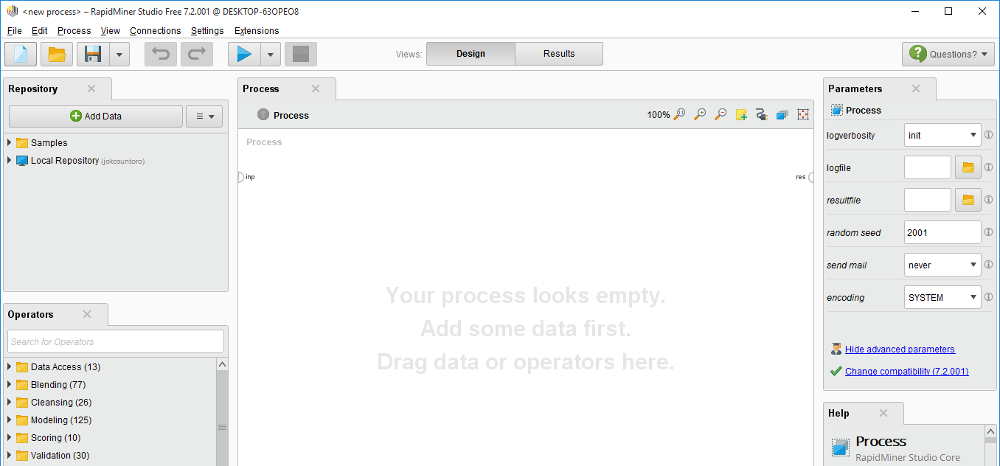 <new process> – RapidMiner Studio Free 7.2.001 @ DESKTOP-63OPEO8
File Edit Process View Connections Settings Extensions
Views: Design Results Questions?
Repository
Add Data
Samples
Local Repository (jokosuntoro)
Operators
Search for Operators
Data Access (13)
Blending (77)
Cleansing (26)
Modeling (125)
Scoring (10)
Validation (30)
Process
Process 100%
Process
inp res
Your process looks empty.
Add some data first.
Drag data or operators here.
Parameters
Process
logverbosity init
logfile
resultfile
random seed 2001
send mail never
encoding SYSTEM
Hide advanced parameters
Change compatibility (7.2.001)
Help
Process
RapidMiner Studio Core